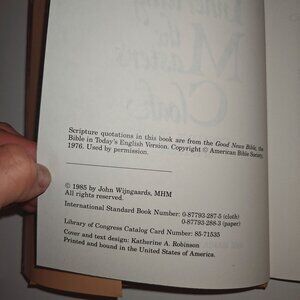 Scripture quotations in this book are from the Good News Bible, the
Bible in Today's English Version. Copyright © American Bible Society,
1976. Used by permission.
© 1985 by John Wijngaards, MHM
All rights reserved.
International Standard Book Number: 0-87793-287-5 (cloth)
0-87793-288-3 (paper)
Library of Congress Catalog Card Number: 85-71535
Cover and text design: Katherine A. Robinson
Printed and bound in the United States of America.